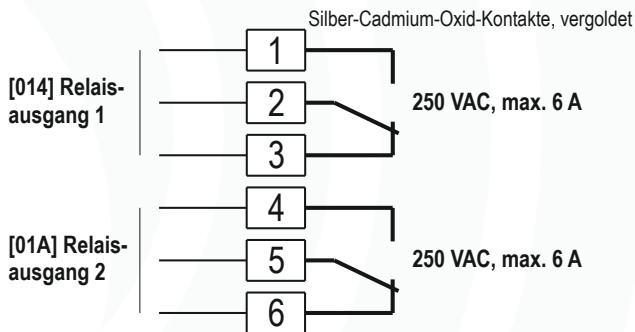 Silber-Cadmium-Oxid-Kontakte, vergoldet
1
[014] Relais-
ausgang 1
2
250 VAC, max. 6 A
3
4
[01A] Relais-
ausgang 2
5
250 VAC, max. 6 A
6